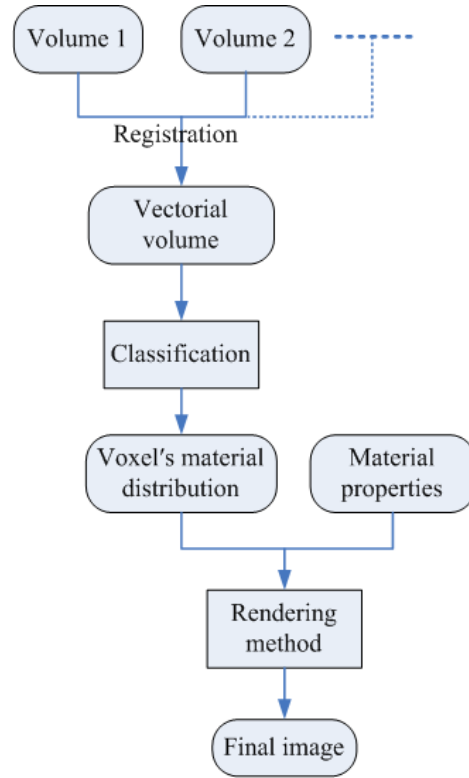 Volume 1
Volume 2
Registration
Vectorial
volume
Classification
Voxel's material
distribution
Material
properties
Rendering
method
Final image